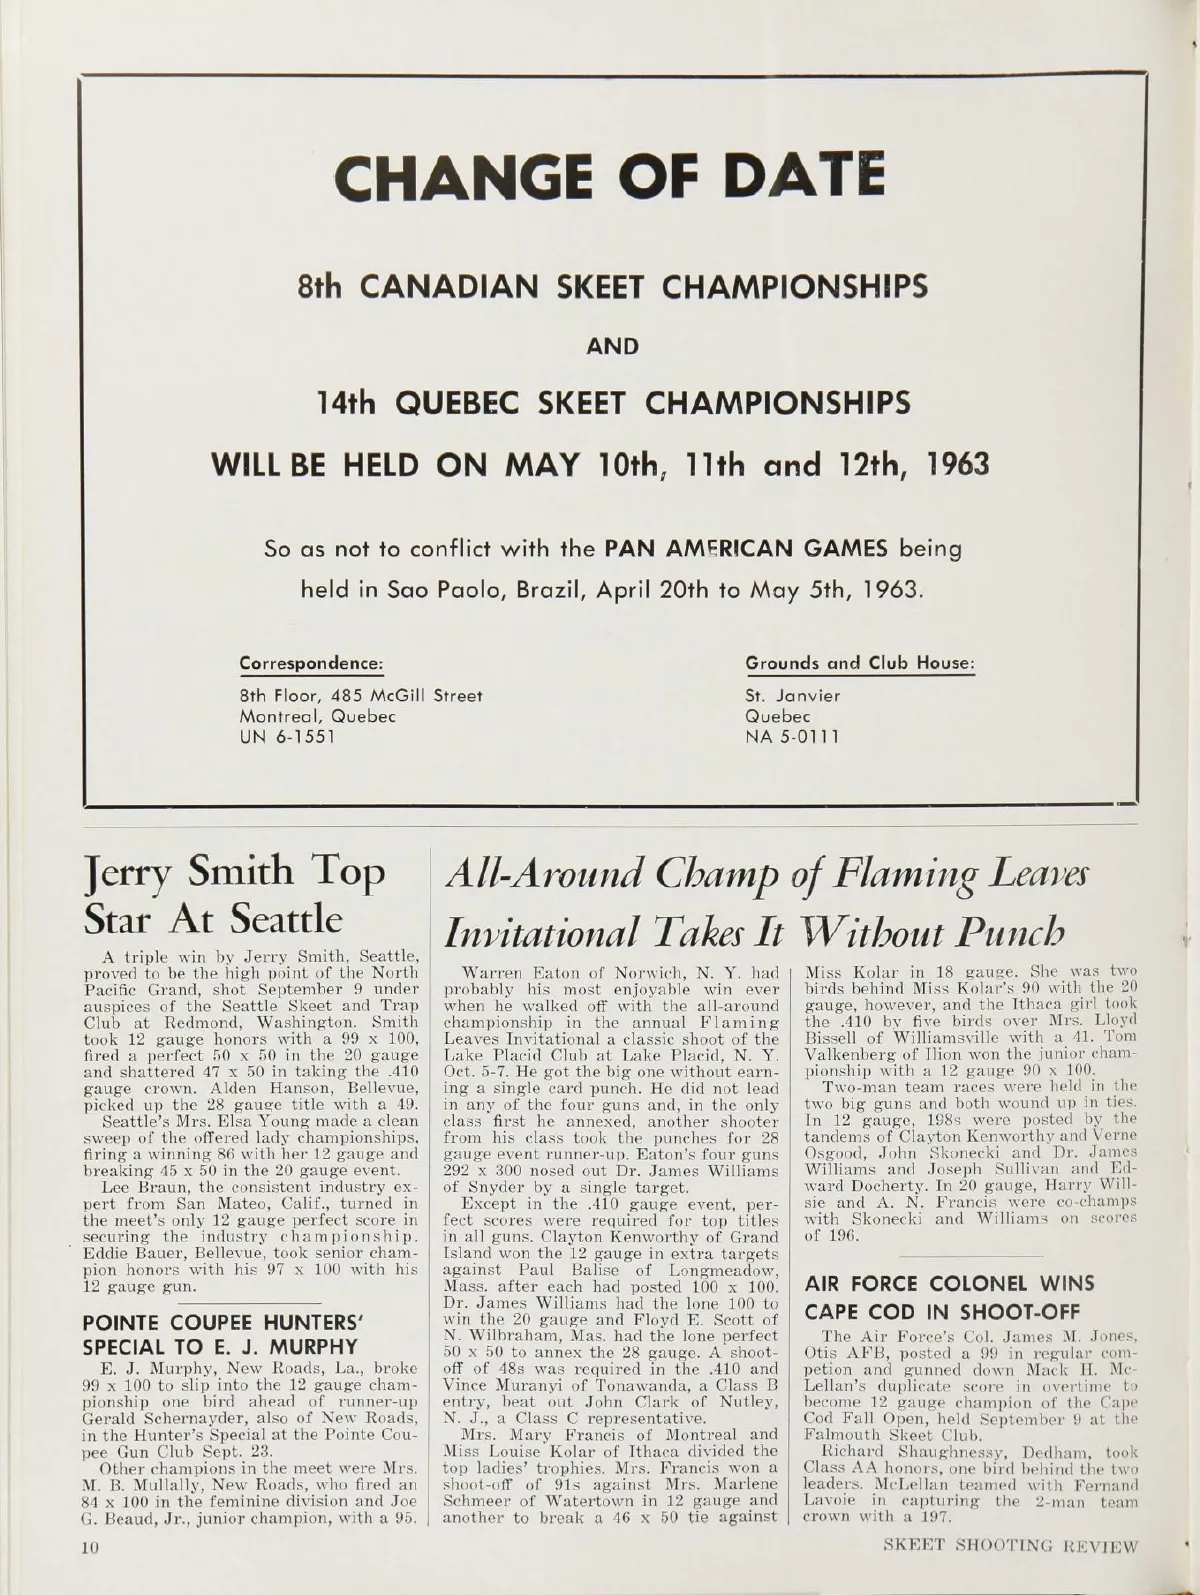 CHANGE OF DATE
8th CANADIAN SKEET CHAMPIONSHIPS
AND
14th QUEBEC SKEET CHAMPIONSHIPS
WILL BE HELD ON MAY 10th, 11th and 12th, 1963
So as not to conflict with the PAN AMERICAN GAMES being
held in Sao Paolo, Brazil, April 20th to May 5th, 1963.
Correspondence:
8th Floor, 485 McGill Street
Montreal, Quebec
UN 6-1551
Grounds and Club House:
St. Janvier
Quebec
NA 5-0111
Jerry Smith Top
Star At Seattle
A triple win by Jerry Smith, Seattle,
proved to be the high point of the North
Pacific Grand, shot September 9 under
auspices of the Seattle Skeet and Trap
Club at Redmond, Washington. Smith
took 12 gauge honors with a 99 x 100,
fired a perfect 50 x 50 in the 20 gauge
and shattered 47 x 50 in taking the .410
gauge crown. Alden Hanson, Bellevue,
picked up the 28 gauge title with a 49.
Seattle's Mrs. Elsa Young made a clean
sweep of the offered lady championships,
firing a winning 86 with her 12 gauge and
breaking 45 x 50 in the 20 gauge event.
Lee Braun, the consistent industry ex-
pert from San Mateo, Calif., turned in
the meet's only 12 gauge perfect score in
securing the industry championship.
Eddie Bauer, Bellevue, took senior cham-
pion honors with his 97 x 100 with his
12 gauge gun.
POINTE COUPEE HUNTERS'
SPECIAL TO E. J. MURPHY
E. J. Murphy, New Roads, La., broke
99 x 100 to slip into the 12 gauge cham-
pionship one bird ahead of runner-up
Gerald Schernayder, also of New Roads,
in the Hunter's Special at the Pointe Cou-
pee Gun Club Sept. 23.
Other champions in the meet were Mrs.
M. B. Mullally, New Roads, who fired an
84 x 100 in the feminine division and Joe
G. Beaud, Jr., junior champion, with a 95.
All-Around Champ of Flaming Leaves
Invitational Takes It Without Punch
Warren Eaton of Norwich, N. Y. had
probably his most enjoyable win ever
when he walked off with the all-around
championship in the annual Flaming
Leaves Invitational a classic shoot of the
Lake Placid Club at Lake Placid, N. Y.
Oct. 5-7. He got the big one without earn-
ing a single card punch. He did not lead
in any of the four guns and, in the only
class first he annexed, another shooter
from his class took the punches for 28
gauge event runner-up. Eaton's four guns
292 x 300 nosed out Dr. James Williams
of Snyder by a single target.
Except in the .410 gauge event, per-
fect scores were required for top titles
in all guns. Clayton Kenworthy of Grand
Island won the 12 gauge in extra targets
against Paul Balise of Longmeadow,
Mass. after each had posted 100 x 100.
Dr. James Williams had the lone 100 to
win the 20 gauge and Floyd E. Scott of
N. Wilbraham, Mas. had the lone perfect
50 x 50 to annex the 28 gauge. A shoot-
off of 48s was required in the .410 and
Vince Muranyi of Tonawanda, a Class B
entry, beat out John Clark of Nutley,
N. J., a Class C representative.
Mrs. Mary Francis of Montreal and
Miss Louise Kolar of Ithaca divided the
top ladies' trophies. Mrs. Francis won a
shoot-off of 91s against Mrs. Marlene
Schmeer of Watertown in 12 gauge and
another to break a 46 x 50 tie against
Miss Kolar in 18 gauge. She was two
birds behind Miss Kolar's 90 with the 20
gauge, however, and the Ithaca girl took
the .410 by five birds over Mrs. Lloyd
Bissell of Williamsville with a 41. Tom
Valkenberg of Ilion won the junior cham-
pionship with a 12 gauge 90 x 100.
Two-man team races were held in the
two big guns and both wound up in ties.
In 12 gauge, 198s were posted by the
tandems of Clayton Kenworthy and Verne
Osgood, John Skonecki and Dr. James
Williams and Joseph Sullivan and Ed-
ward Docherty. In 20 gauge, Harry Will-
sie and A. N. Francis were co-champs
with Skonecki and Williams on scores
of 196.
AIR FORCE COLONEL WINS
CAPE COD IN SHOOT-OFF
The Air Force's Col. James M. Jones,
Otis AFB, posted a 99 in regular com-
petion and gunned down Mack H. Mc-
Lellan's duplicate score in overtime to
become 12 gauge champion of the Cape
Cod Fall Open, held September 9 at the
Falmouth Skeet Club.
Richard Shaughnessy, Dedham, took
Class AA honors, one bird behind the two
leaders. McLellan teamed with Fernand
Lavoie in capturing the 2-man team
crown with a 197.
10
SKEET SHOOTING REVIEW